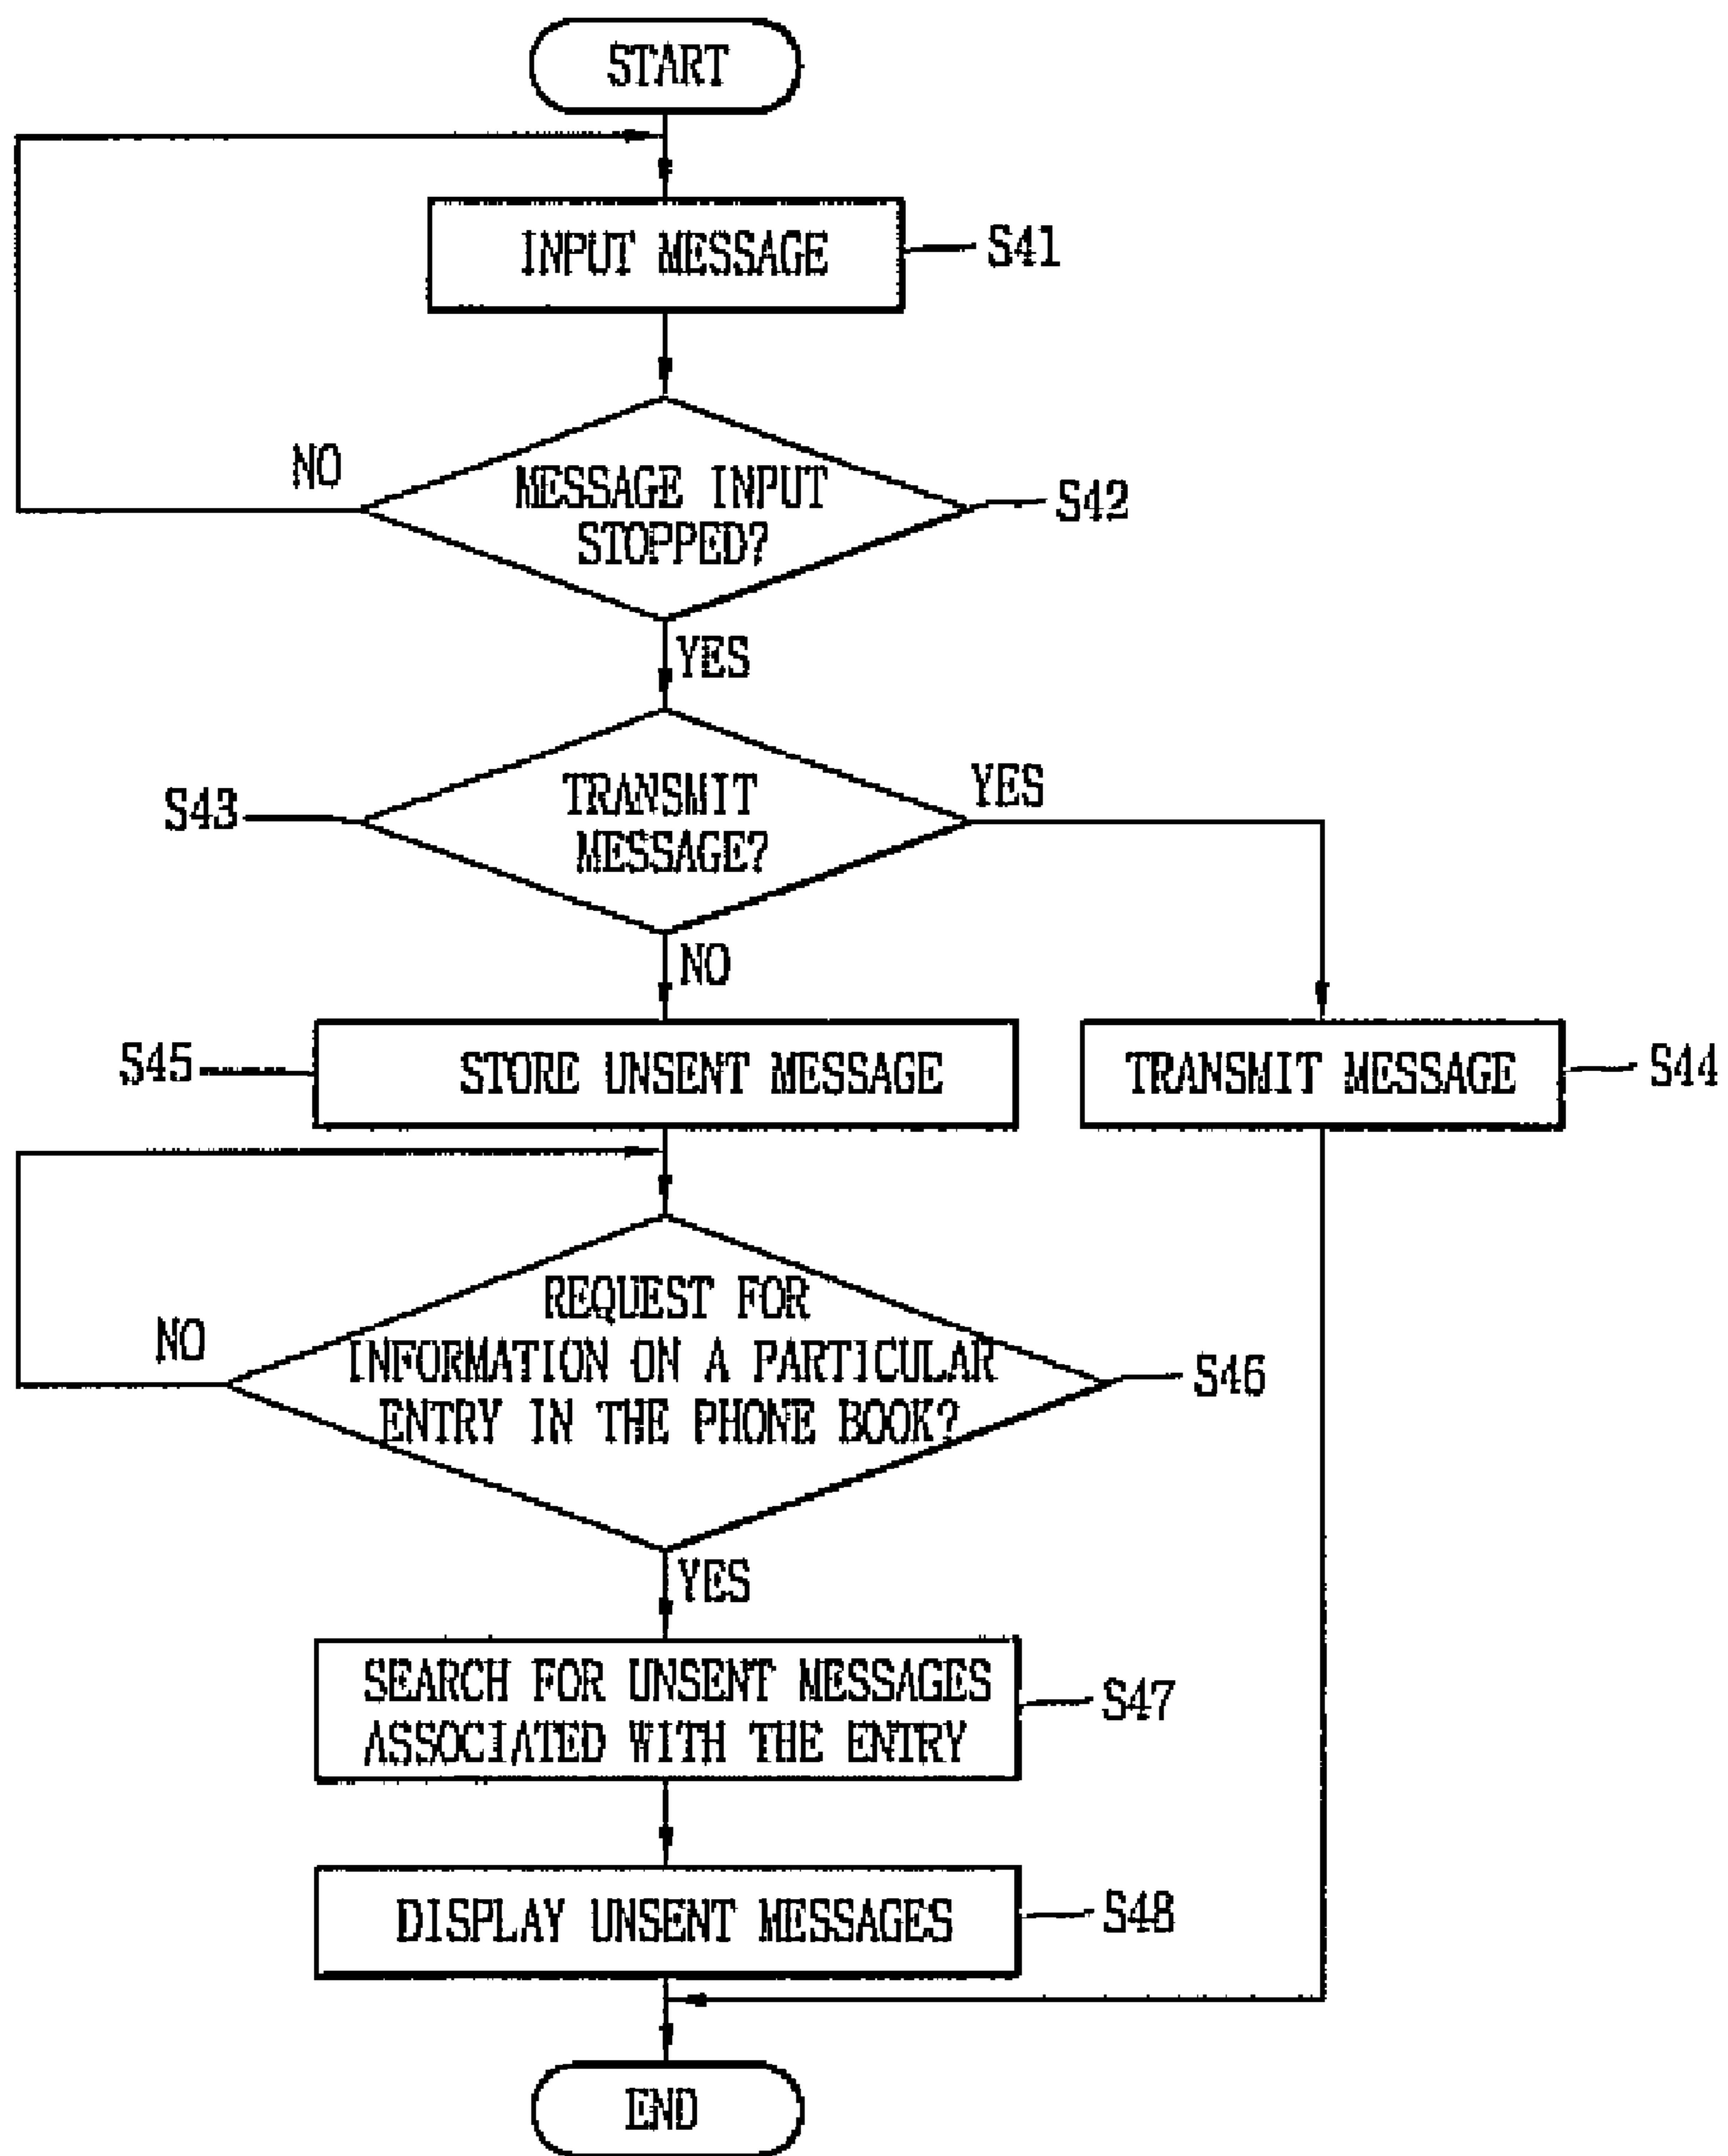 START
INPUT MESSAGE
S41
NO
MESSAGE INPUT
STOPPED?
S42
YES
S43
TRANSMIT
MESSAGE?
YES
NO
S45
STORE UNSENT MESSAGE
TRANSMIT MESSAGE
S44
NO
REQUEST FOR
INFORMATION ON A PARTICULAR
ENTRY IN THE PHONE BOOK?
S46
YES
SEARCH FOR UNSENT MESSAGES
ASSOCIATED WITH THE ENTRY
S47
DISPLAY UNSENT MESSAGES
S48
END